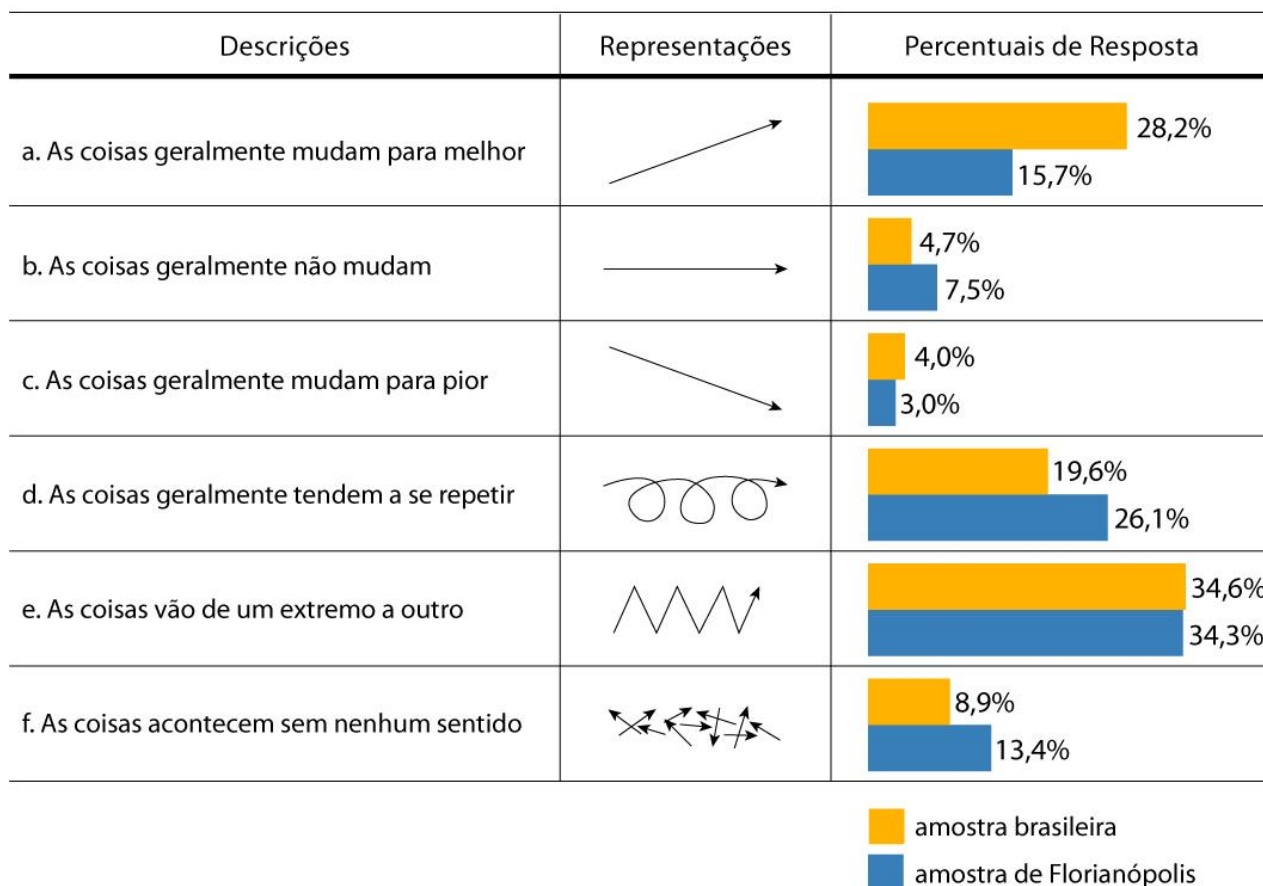 Descrições Representações Percentuais de Resposta
a. As coisas geralmente mudam para melhor
28,2%
15,7%
b. As coisas geralmente não mudam
4,7%
7,5%
c. As coisas geralmente mudam para pior
4,0%
3,0%
d. As coisas geralmente tendem a se repetir
19,6%
26,1%
e. As coisas vão de um extremo a outro
34,6%
34,3%
f. As coisas acontecem sem nenhum sentido
8,9%
13,4%
amostra brasileira
amostra de Florianópolis